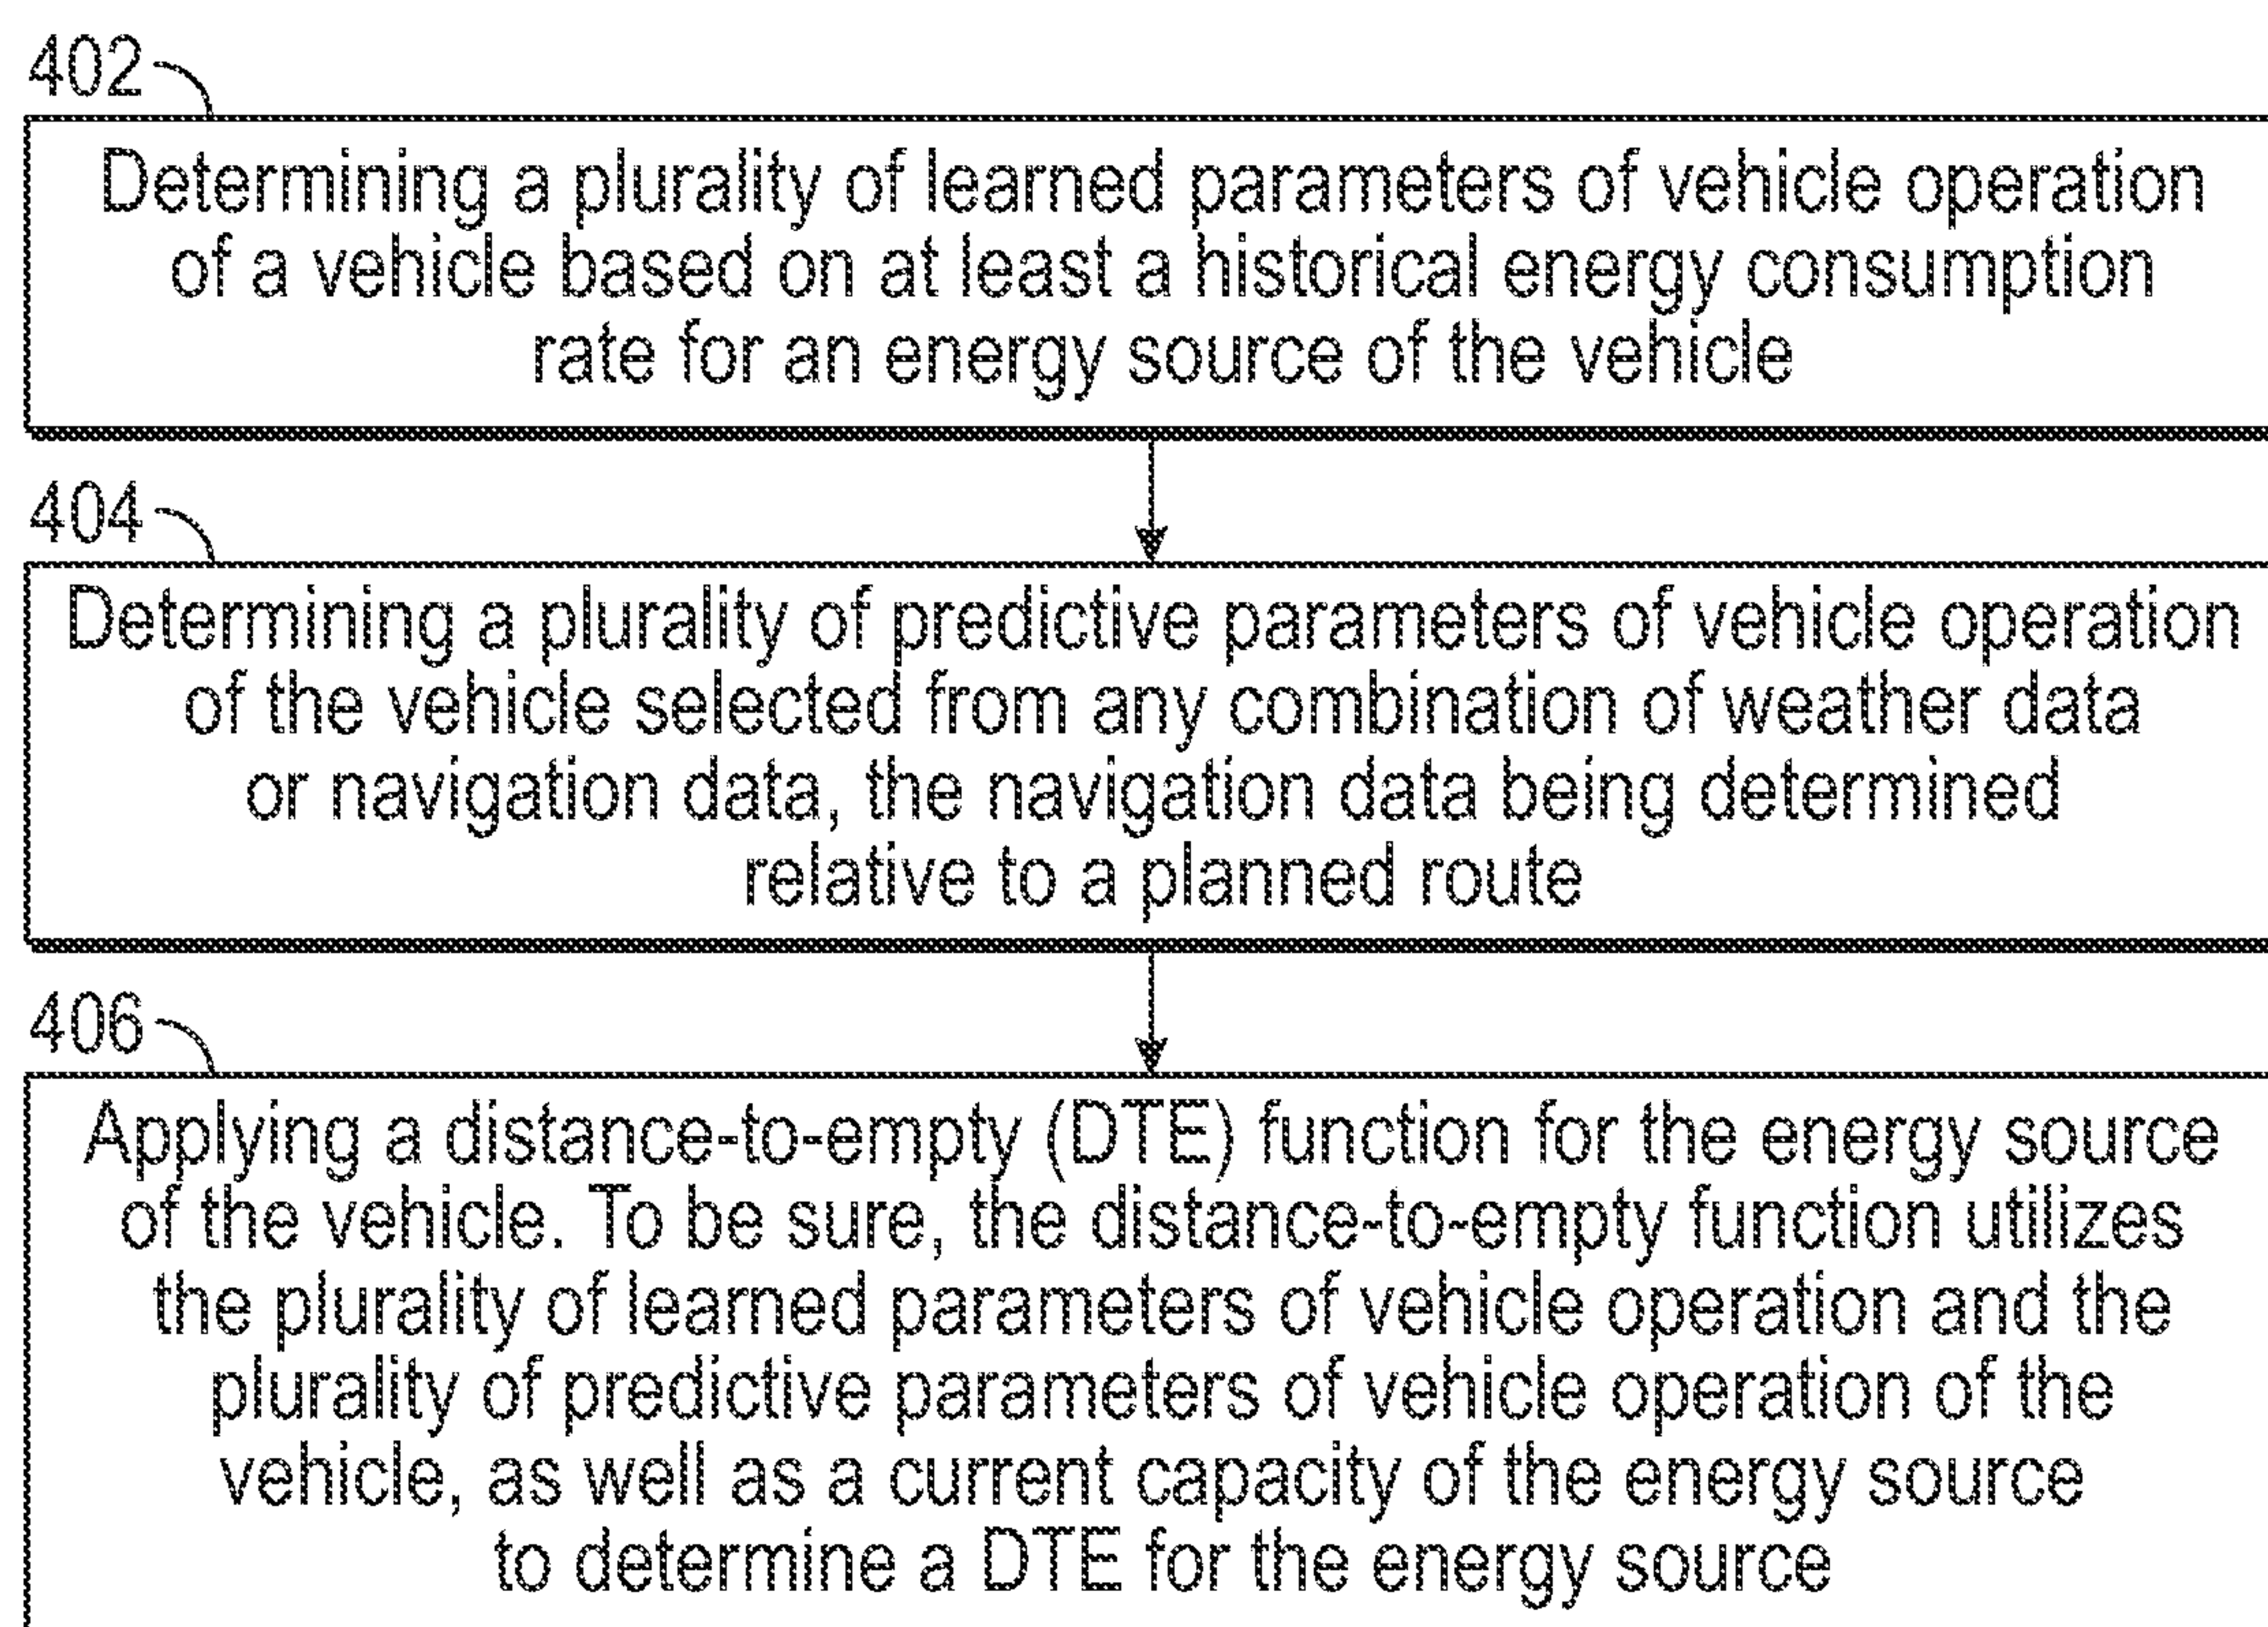 402
Determining a plurality of learned parameters of vehicle operation
of a vehicle based on at least a historical energy consumption
rate for an energy source of the vehicle
404
Determining a plurality of predictive parameters of vehicle operation
of the vehicle selected from any combination of weather data
or navigation data, the navigation data being determined
relative to a planned route
406
Applying a distance-to-empty (DTE) function for the energy source
of the vehicle. To be sure, the distance-to-empty function utilizes
the plurality of learned parameters of vehicle operation and the
plurality of predictive parameters of vehicle operation of the
vehicle, as well as a current capacity of the energy source
to determine a DTE for the energy source